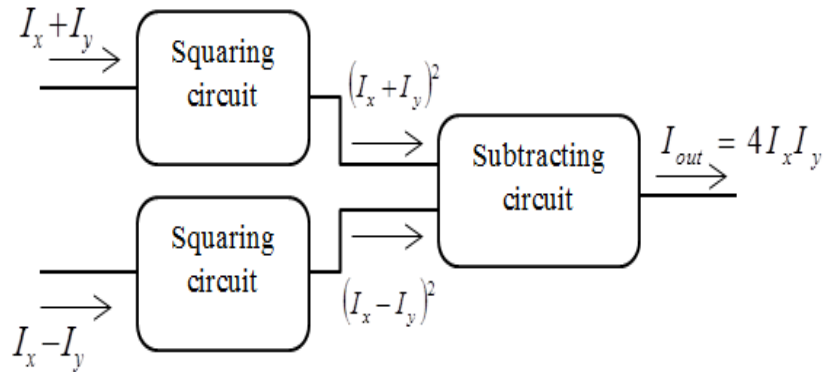 I_x+I_y
Squaring
circuit
(I_x+I_y)^2
Subtracting
circuit
I_out = 4I_xI_y
Squaring
circuit
(I_x−I_y)^2
I_x−I_y